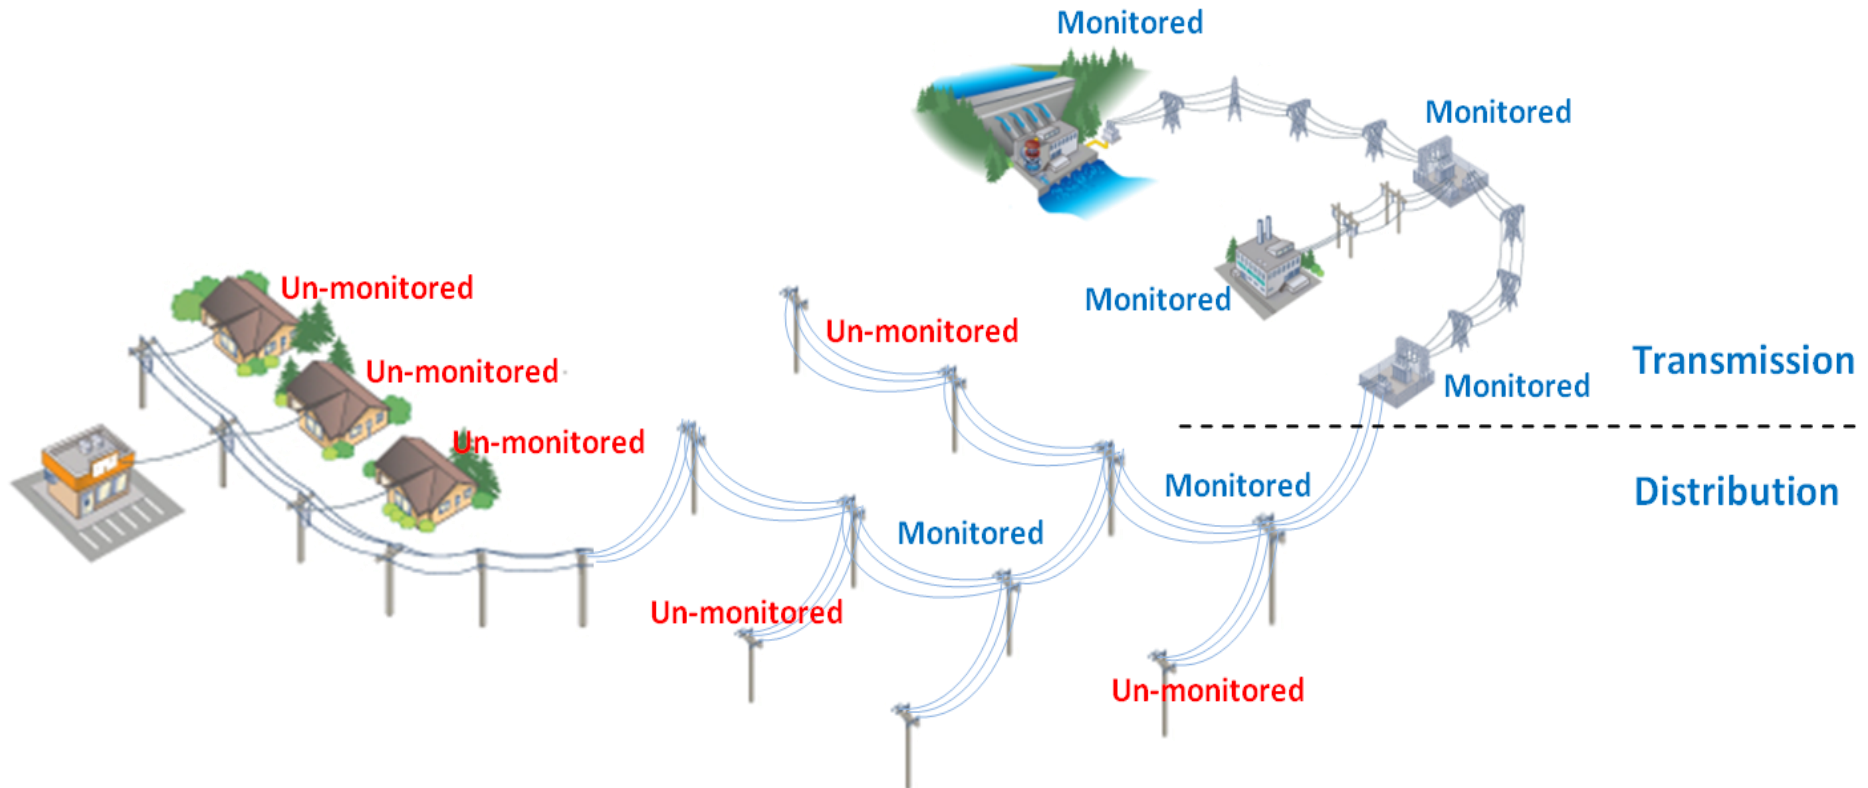 Monitored
Monitored
Un-monitored
Monitored
Un-monitored
Transmission
Un-monitored
Monitored
Un-monitored
Monitored
Distribution
Monitored
Un-monitored
Un-monitored